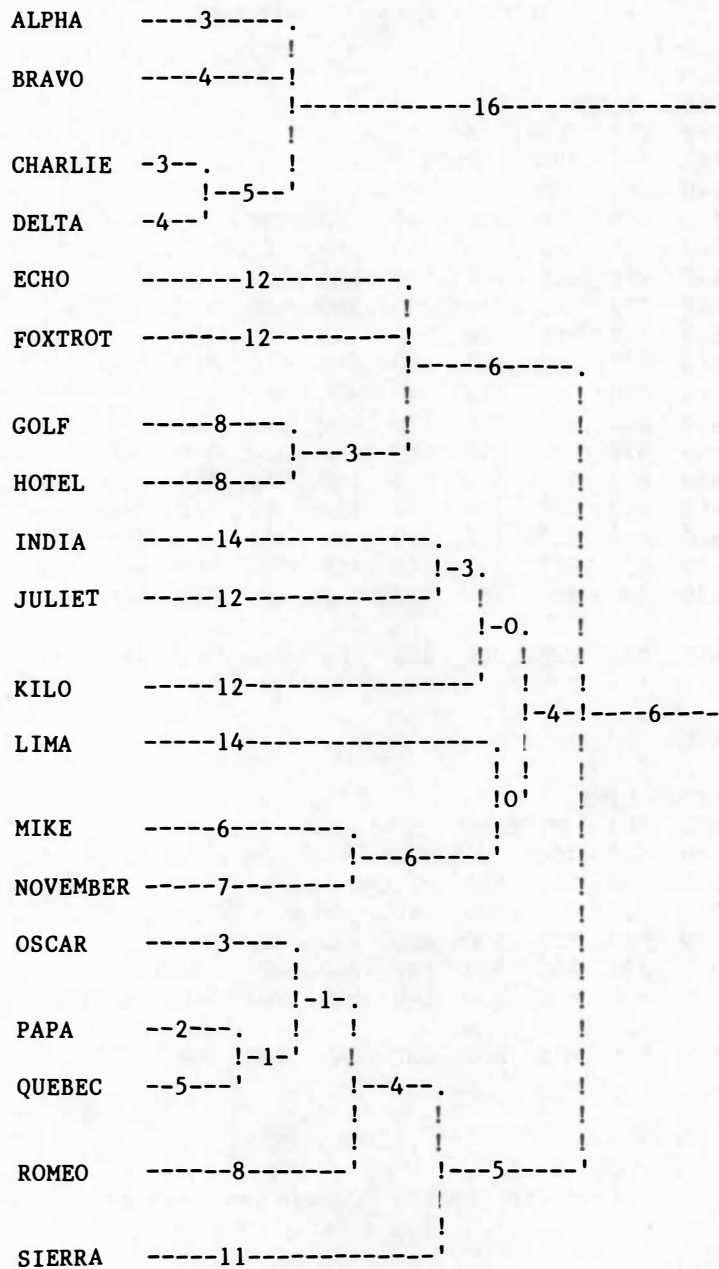 ALPHA ----3-----.
!
BRAVO ----4-----!
!------------16------------
CHARLIE -3--. !
!--5--'
DELTA -4--'
ECHO -------12---------.
!
FOXTROT -------12---------!
!-----6-----.
GOLF -----8----. ! !
!---3---' !
HOTEL -----8----' !
INDIA -----14-------------. !
!-3. !
JULIET -----12-------------' ! !
!-0. !
KILO -----12----------------' ! !
!-4-!----6-----
LIMA -----14-----------------. ! !
! ! !
!0' !
MIKE -----6--------. ! !
!----6-----' !
NOVEMBER -----7--------' !
OSCAR -----3----. !
!-1-. !
PAPA --2---. ! ! !
!-1-' ! !
QUEBEC --5---' !--4---. !
! ! !
ROMEO ------8-------' !---5-----'
!
!
SIERRA -----11-------------'